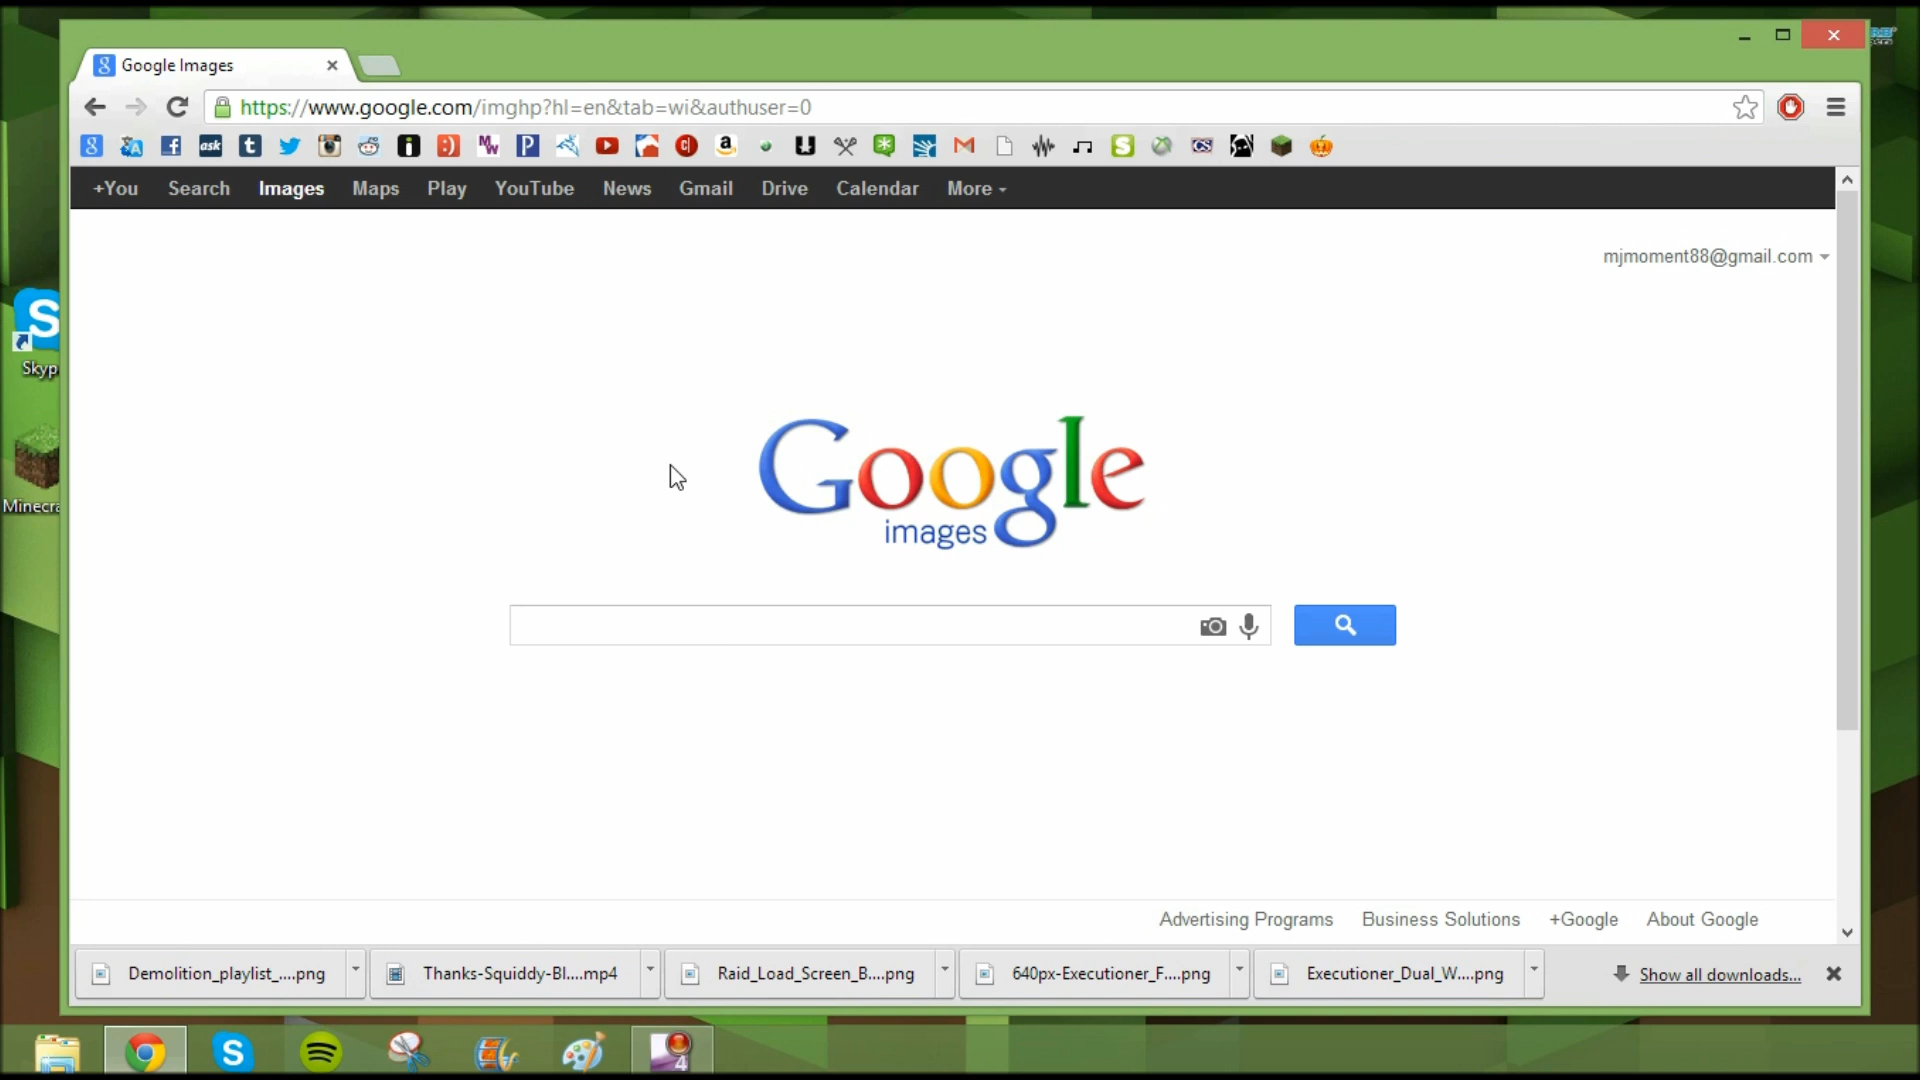 Google Images
https://www.google.com/imghp?hl=en&tab=wi&authuser=0
+You Search Images Maps Play YouTube News Gmail Drive Calendar More
mjmoment88@gmail.com
Skyp
Minecra
Google
images
Advertising Programs Business Solutions +Google About Google
Demolition_playlist_....png Thanks-Squiddy-Bl....mp4 Raid_Load_Screen_B....png 640px-Executioner_F....png Executioner_Dual_W....png Show all downloads...